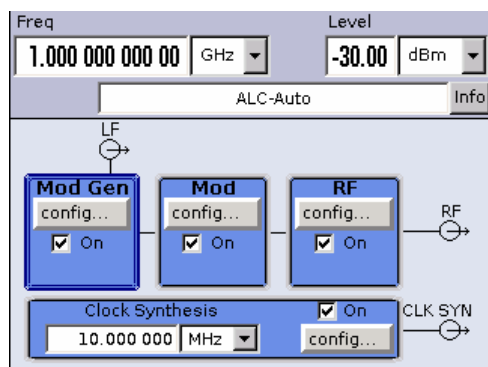 Freq Level
1.000 000 000 00 GHz -30.00 dBm
ALC-Auto Info
LF
Mod Gen Mod RF
config... config... config... RF
On On On
Clock Synthesis On CLK SYN
10.000 000 MHz config...